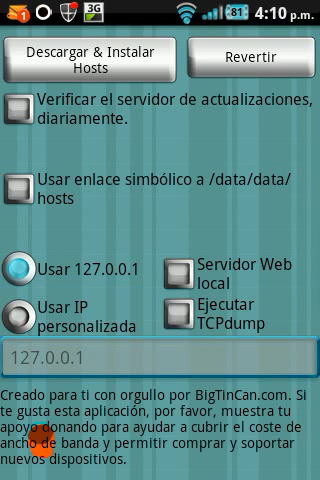 1 3G 81 4:10 p.m.
Descargar & Instalar
Hosts
Revertir
Verificar el servidor de actualizaciones,
diariamente.
Usar enlace simbólico a /data/data/
hosts
Usar 127.0.0.1
Servidor Web
local
Usar IP
personalizada
Ejecutar
TCPdump
127.0.0.1
Creado para ti con orgullo por BigTinCan.com. Si
te gusta esta aplicación, por favor, muestra tu
apoyo donando para ayudar a cubrir el coste de
ancho de banda y permitir comprar y soportar
nuevos dispositivos.